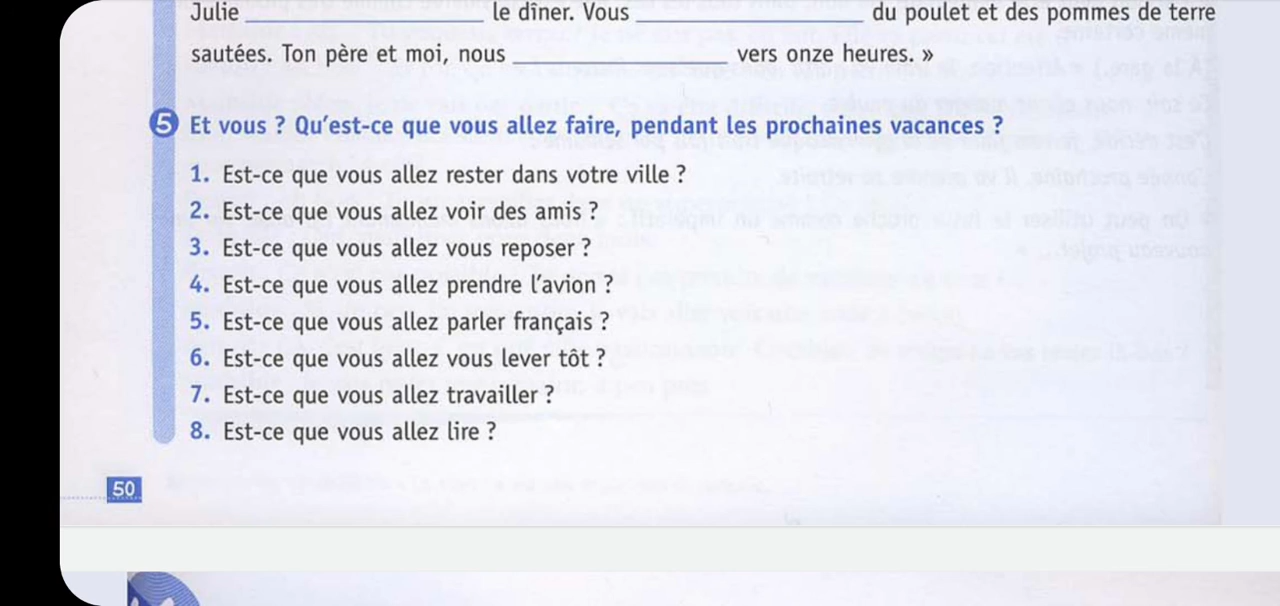 Julie le dîner. Vous du poulet et des pommes de terre
sautées. Ton père et moi, nous vers onze heures. »
5 Et vous ? Qu'est-ce que vous allez faire, pendant les prochaines vacances ?
1. Est-ce que vous allez rester dans votre ville ?
2. Est-ce que vous allez voir des amis ?
3. Est-ce que vous allez vous reposer ?
4. Est-ce que vous allez prendre l'avion ?
5. Est-ce que vous allez parler français ?
6. Est-ce que vous allez vous lever tôt ?
7. Est-ce que vous allez travailler ?
8. Est-ce que vous allez lire ?
50